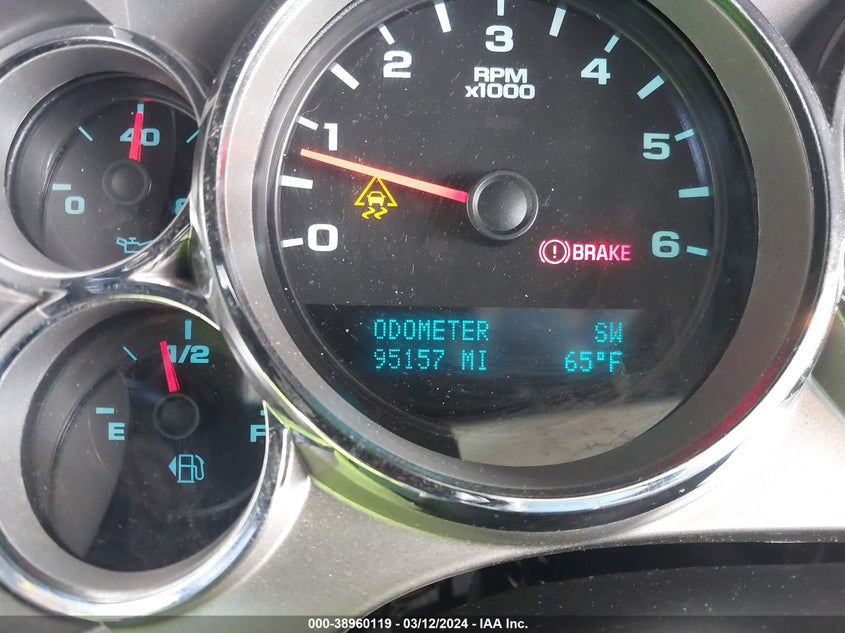 3
2
4
RPM
x1000
1
5
0
6
BRAKE
40
0
ODOMETER SW
95157 MI 65°F
1/2
E
F
000-38960119 - 03/12/2024 - IAA Inc.